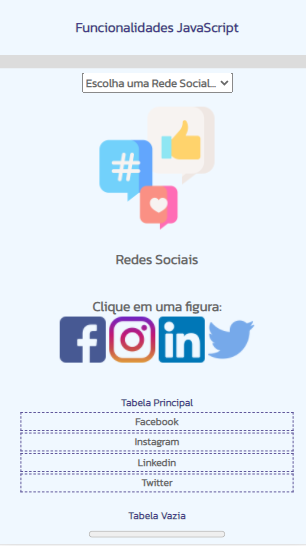 Funcionalidades JavaScript
Escolha uma Rede Social...
#
Redes Sociais
Clique em uma figura:
f
in
Tabela Principal
Facebook
Instagram
Linkedin
Twitter
Tabela Vazia